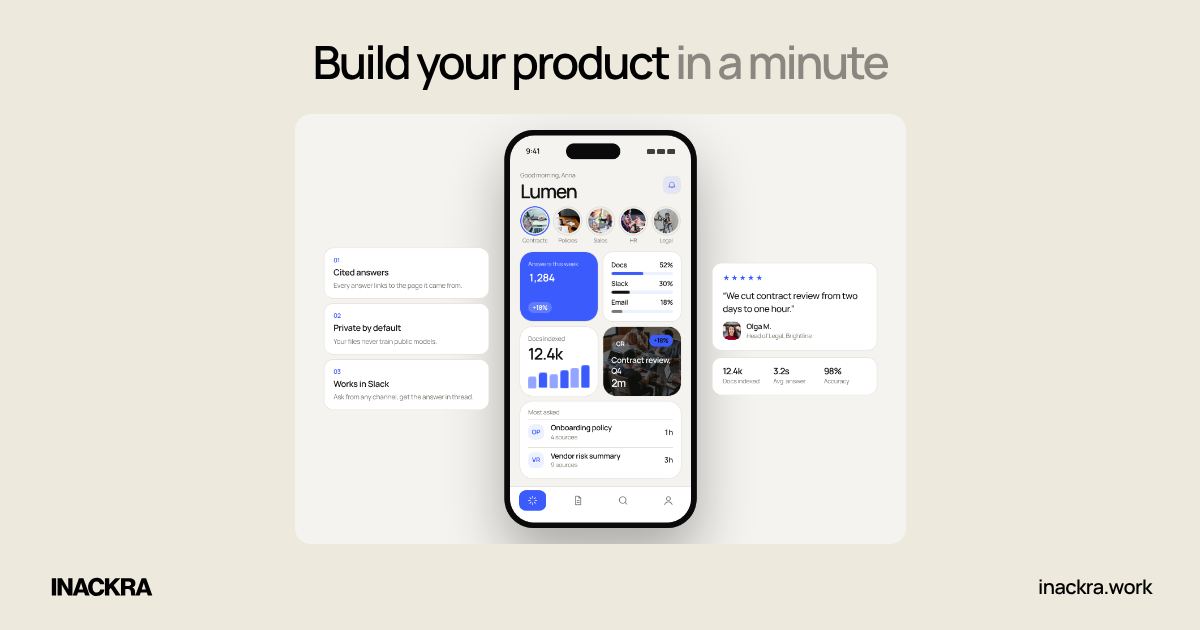 Build your product in a minute
01
Cited answers
Every answer links to the page it came from.
02
Private by default
Your files never train public models.
03
Works in Slack
Ask from any channel, get the answer in thread.
9:41
Good morning, Anna
Lumen
Contracts
Policies
Sales
HR
Legal
Answers this week
1,284
+18%
Docs 52%
Slack 30%
Email 18%
Docs indexed
12.4k
CR
+18%
Contract review,
Q4
2m
Most asked
OP
Onboarding policy
4 sources
1h
VR
Vendor risk summary
9 sources
3h
★★★★★
"We cut contract review from two
days to one hour."
Olga M.
Head of Legal, Brightline
12.4k 3.2s 98%
Docs indexed Avg. answer Accuracy
INACKRA
inackra.work